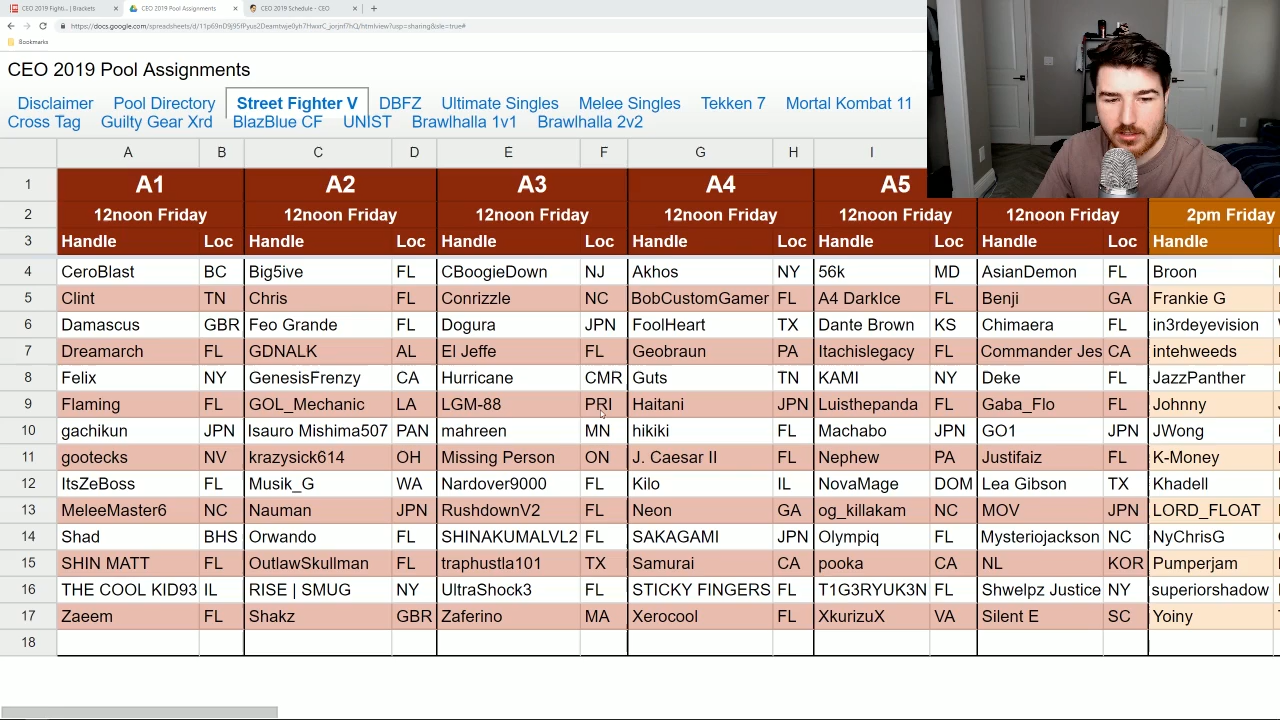 CEO 2019 Fighti... | Brackets
CEO 2019 Pool Assignments
CEO 2019 Schedule - CEO
Bookmarks
CEO 2019 Pool Assignments
Disclaimer Pool Directory Street Fighter V DBFZ Ultimate Singles Melee Singles Tekken 7 Mortal Kombat 11
Cross Tag Guilty Gear Xrd BlazBlue CF UNIST Brawlhalla 1v1 Brawlhalla 2v2
A B C D E F G H I
1 A1 A2 A3 A4 A5
2 12noon Friday 12noon Friday 12noon Friday 12noon Friday 12noon Friday 12noon Friday 2pm Friday
3 Handle Loc Handle Loc Handle Loc Handle Loc Handle Loc Handle Loc Handle
4 CeroBlast BC Big5ive FL CBoogieDown NJ Akhos NY 56k MD AsianDemon FL Broon
5 Clint TN Chris FL Conrizzle NC BobCustomGamer FL A4 DarkIce FL Benji GA Frankie G
6 Damascus GBR Feo Grande FL Dogura JPN FoolHeart TX Dante Brown KS Chimaera FL in3rdeyevision
7 Dreamarch FL GDNALK AL El Jeffe FL Geobraun PA Itachislegacy FL Commander Jes CA intehweeds
8 Felix NY GenesisFrenzy CA Hurricane CMR Guts TN KAMI NY Deke FL JazzPanther
9 Flaming FL GOL_Mechanic LA LGM-88 PRI Haitani JPN Luisthepanda FL Gaba_Flo FL Johnny
10 gachikun JPN Isauro Mishima507 PAN mahreen MN hikiki FL Machabo JPN GO1 JPN JWong
11 gootecks NV krazysick614 OH Missing Person ON J. Caesar II FL Nephew PA Justifaiz FL K-Money
12 ItsZeBoss FL Musik_G WA Nardover9000 FL Kilo IL NovaMage DOM Lea Gibson TX Khadell
13 MeleeMaster6 NC Nauman JPN RushdownV2 FL Neon GA og_killakam NC MOV JPN LORD_FLOAT
14 Shad BHS Orwando FL SHINAKUMALVL2 FL SAKAGAMI JPN Olympiq FL Mysteriojackson NC NyChrisG
15 SHIN MATT FL OutlawSkullman FL traphustla101 TX Samurai CA pooka CA NL KOR Pumperjam
16 THE COOL KID93 IL RISE | SMUG NY UltraShock3 FL STICKY FINGERS FL T1G3RYUK3N FL Shwelpz Justice NY superiorshadow
17 Zaeem FL Shakz GBR Zaferino MA Xerocool FL XkurizuX VA Silent E SC Yoiny
18